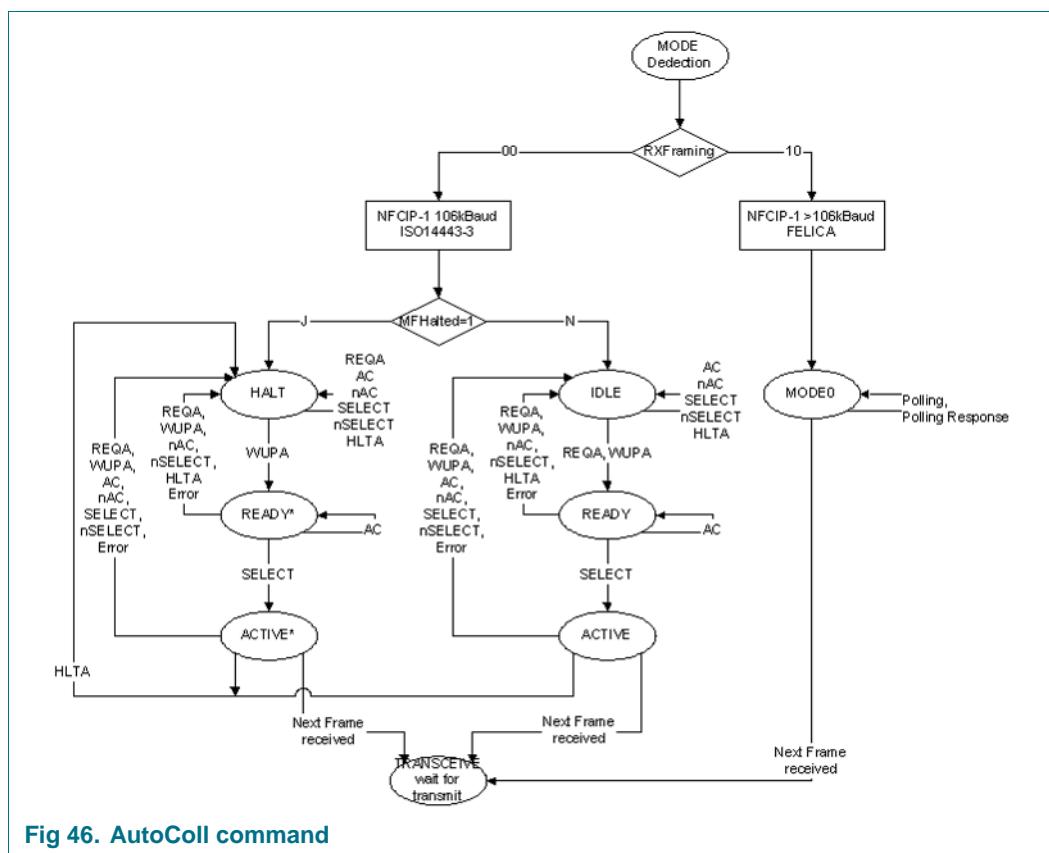 MODE
Dedection
RXFraming
00
10
NFCIP-1 106kBaud
ISO14443-3
NFCIP-1 >106kBaud
FELICA
MFHalted=1
J
N
HALT
REQA
AC
nAC
SELECT
nSELECT
HLTA
IDLE
AC
nAC
SELECT
nSELECT
HLTA
MODE0
Polling,
Polling Response
REQA,
WUPA,
AC,
nAC,
SELECT,
nSELECT,
Error
REQA,
WUPA,
nAC,
nSELECT,
HLTA
Error
WUPA
REQA,
WUPA,
AC,
nAC,
SELECT,
nSELECT,
Error
REQA,
WUPA,
nAC,
nSELECT,
HLTA
Error
REQA, WUPA
READY*
AC
READY
AC
SELECT
SELECT
ACTIVE*
ACTIVE
HLTA
Next Frame
received
Next Frame
received
Next Frame
received
TRANSCEIVE
wait for
transmit
Fig 46. AutoColl command